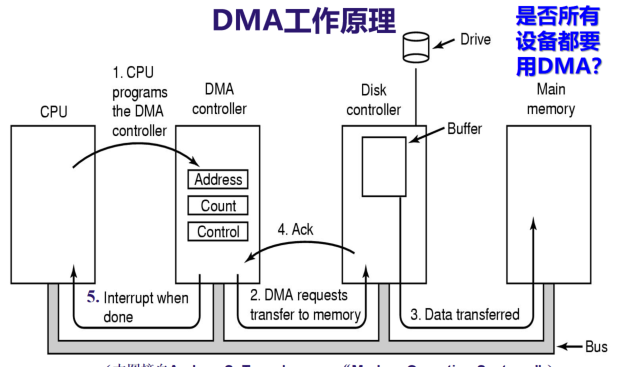 DMA工作原理
是否所有
设备都要
用DMA?
Drive
1. CPU
programs
the DMA
controller
CPU
DMA
controller
Disk
controller
Main
memory
Buffer
Address
Count
Control
4. Ack
5. Interrupt when
done
2. DMA requests
transfer to memory
3. Data transferred
Bus